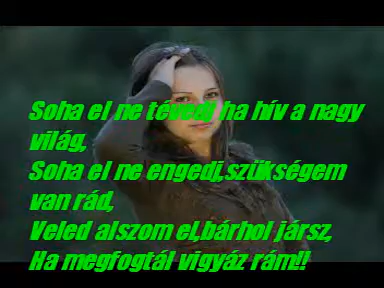 Soha el ne tévedj ha hív a nagy
világ,
Soha el ne engedj,szükségem
van rád,
Veled alszom el,bárhol jársz,
Ha megfogtál vigyáz rám!!